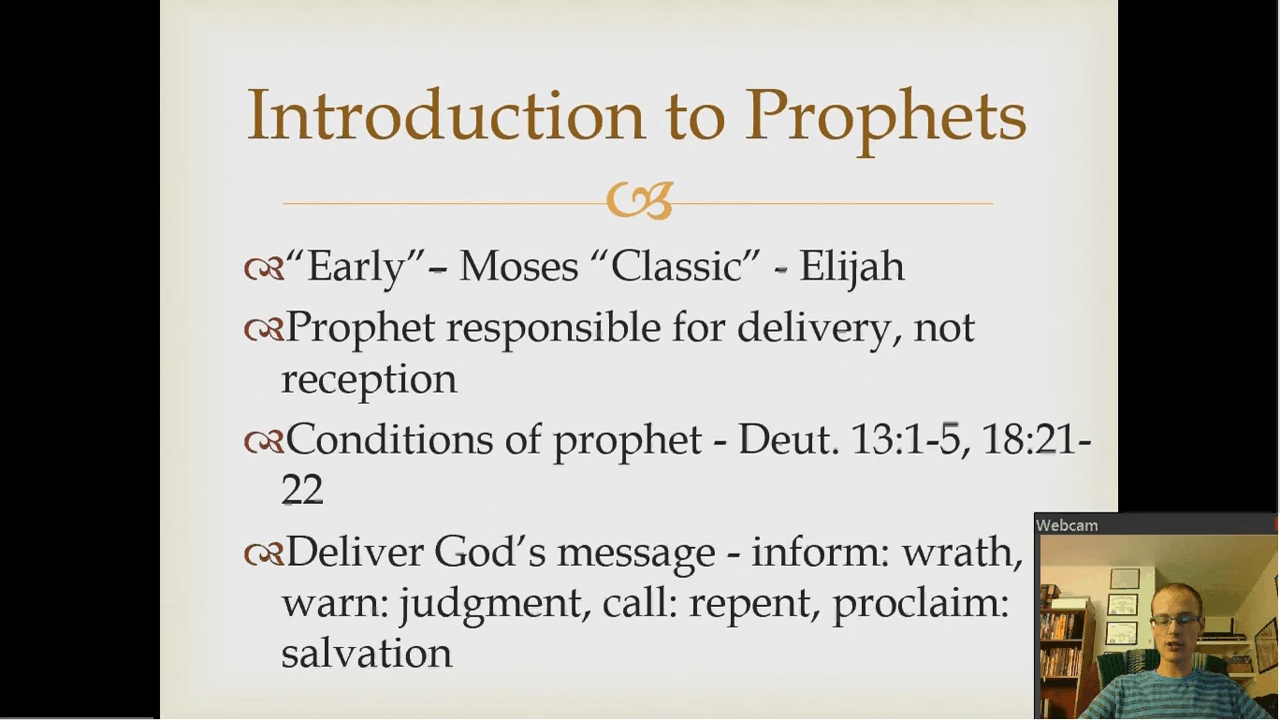 Introduction to Prophets
“Early”– Moses “Classic” - Elijah
Prophet responsible for delivery, not
reception
Conditions of prophet - Deut. 13:1-5, 18:21-
22
Deliver God’s message - inform: wrath,
warn: judgment, call: repent, proclaim:
salvation
Webcam